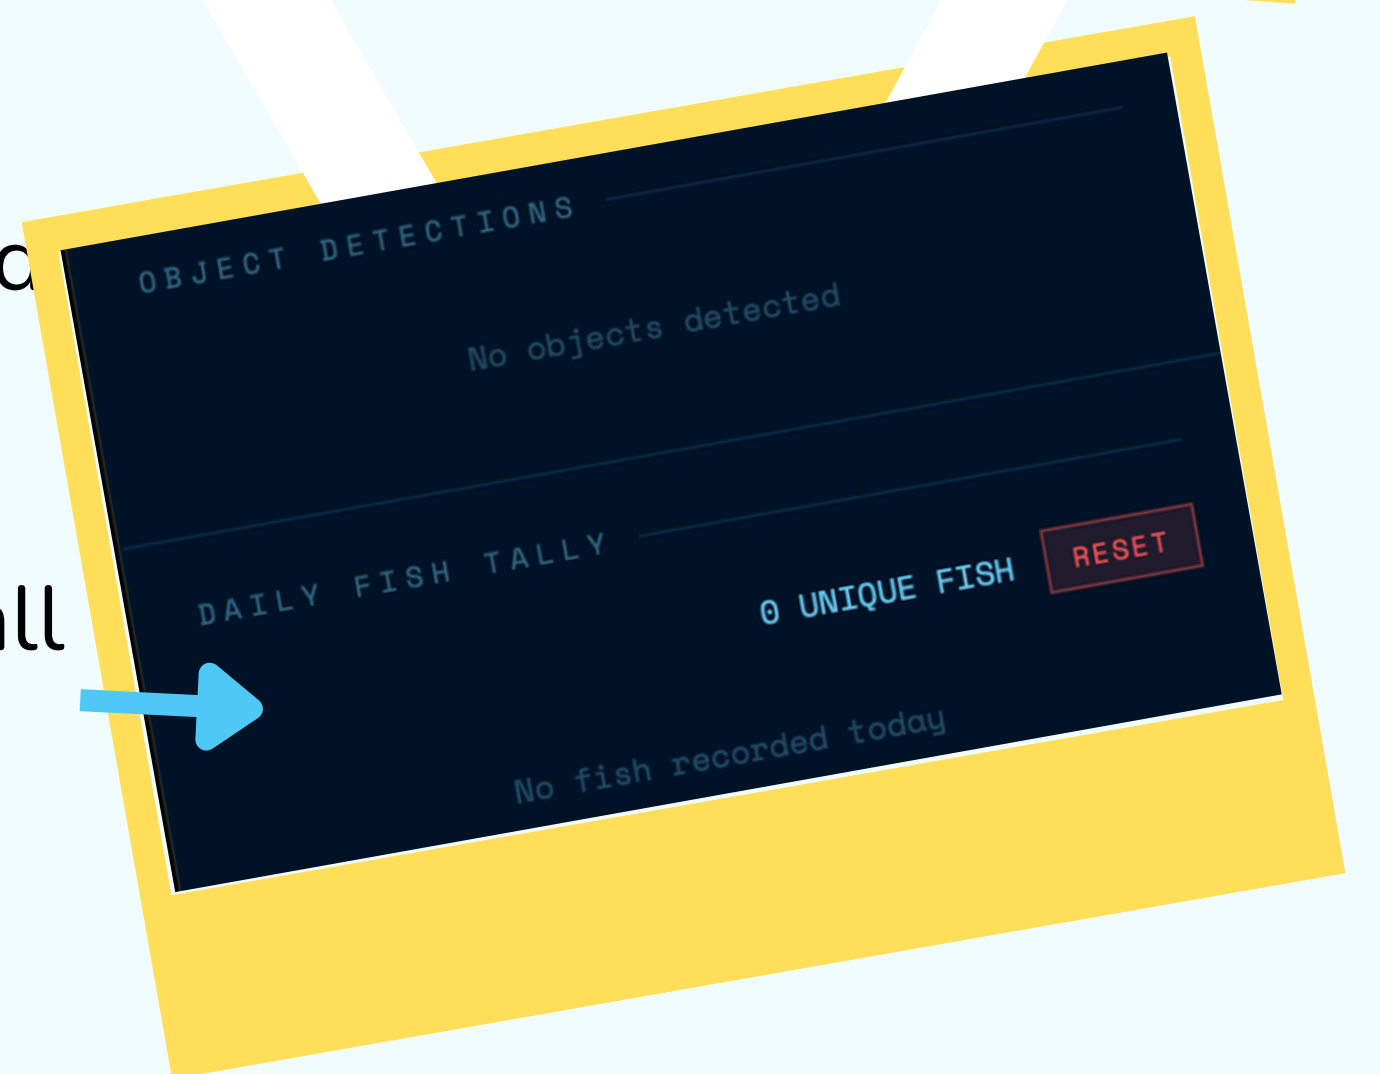 OBJECT DETECTIONS
No objects detected
DAILY FISH TALLY
0 UNIQUE FISH
RESET
No fish recorded today